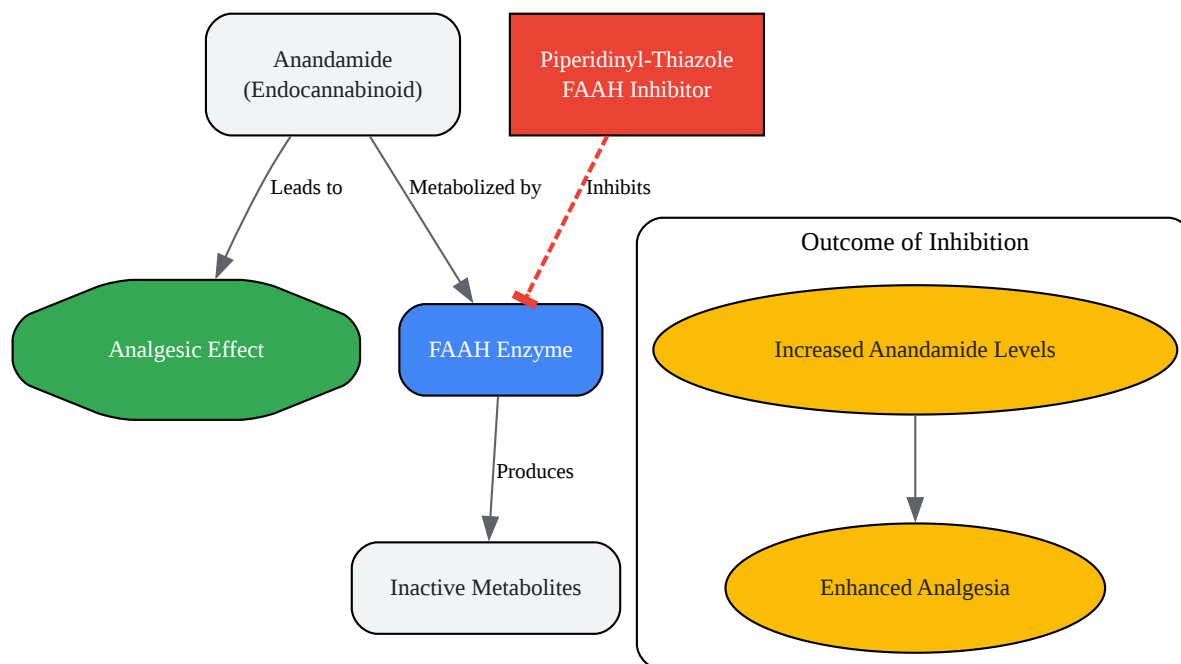 Anandamide
(Endocannabinoid)
Piperidinyl-Thiazole
FAAH Inhibitor
Leads to
Metabolized by
Inhibits
Outcome of Inhibition
Analgesic Effect
FAAH Enzyme
Increased Anandamide Levels
Produces
Inactive Metabolites
Enhanced Analgesia